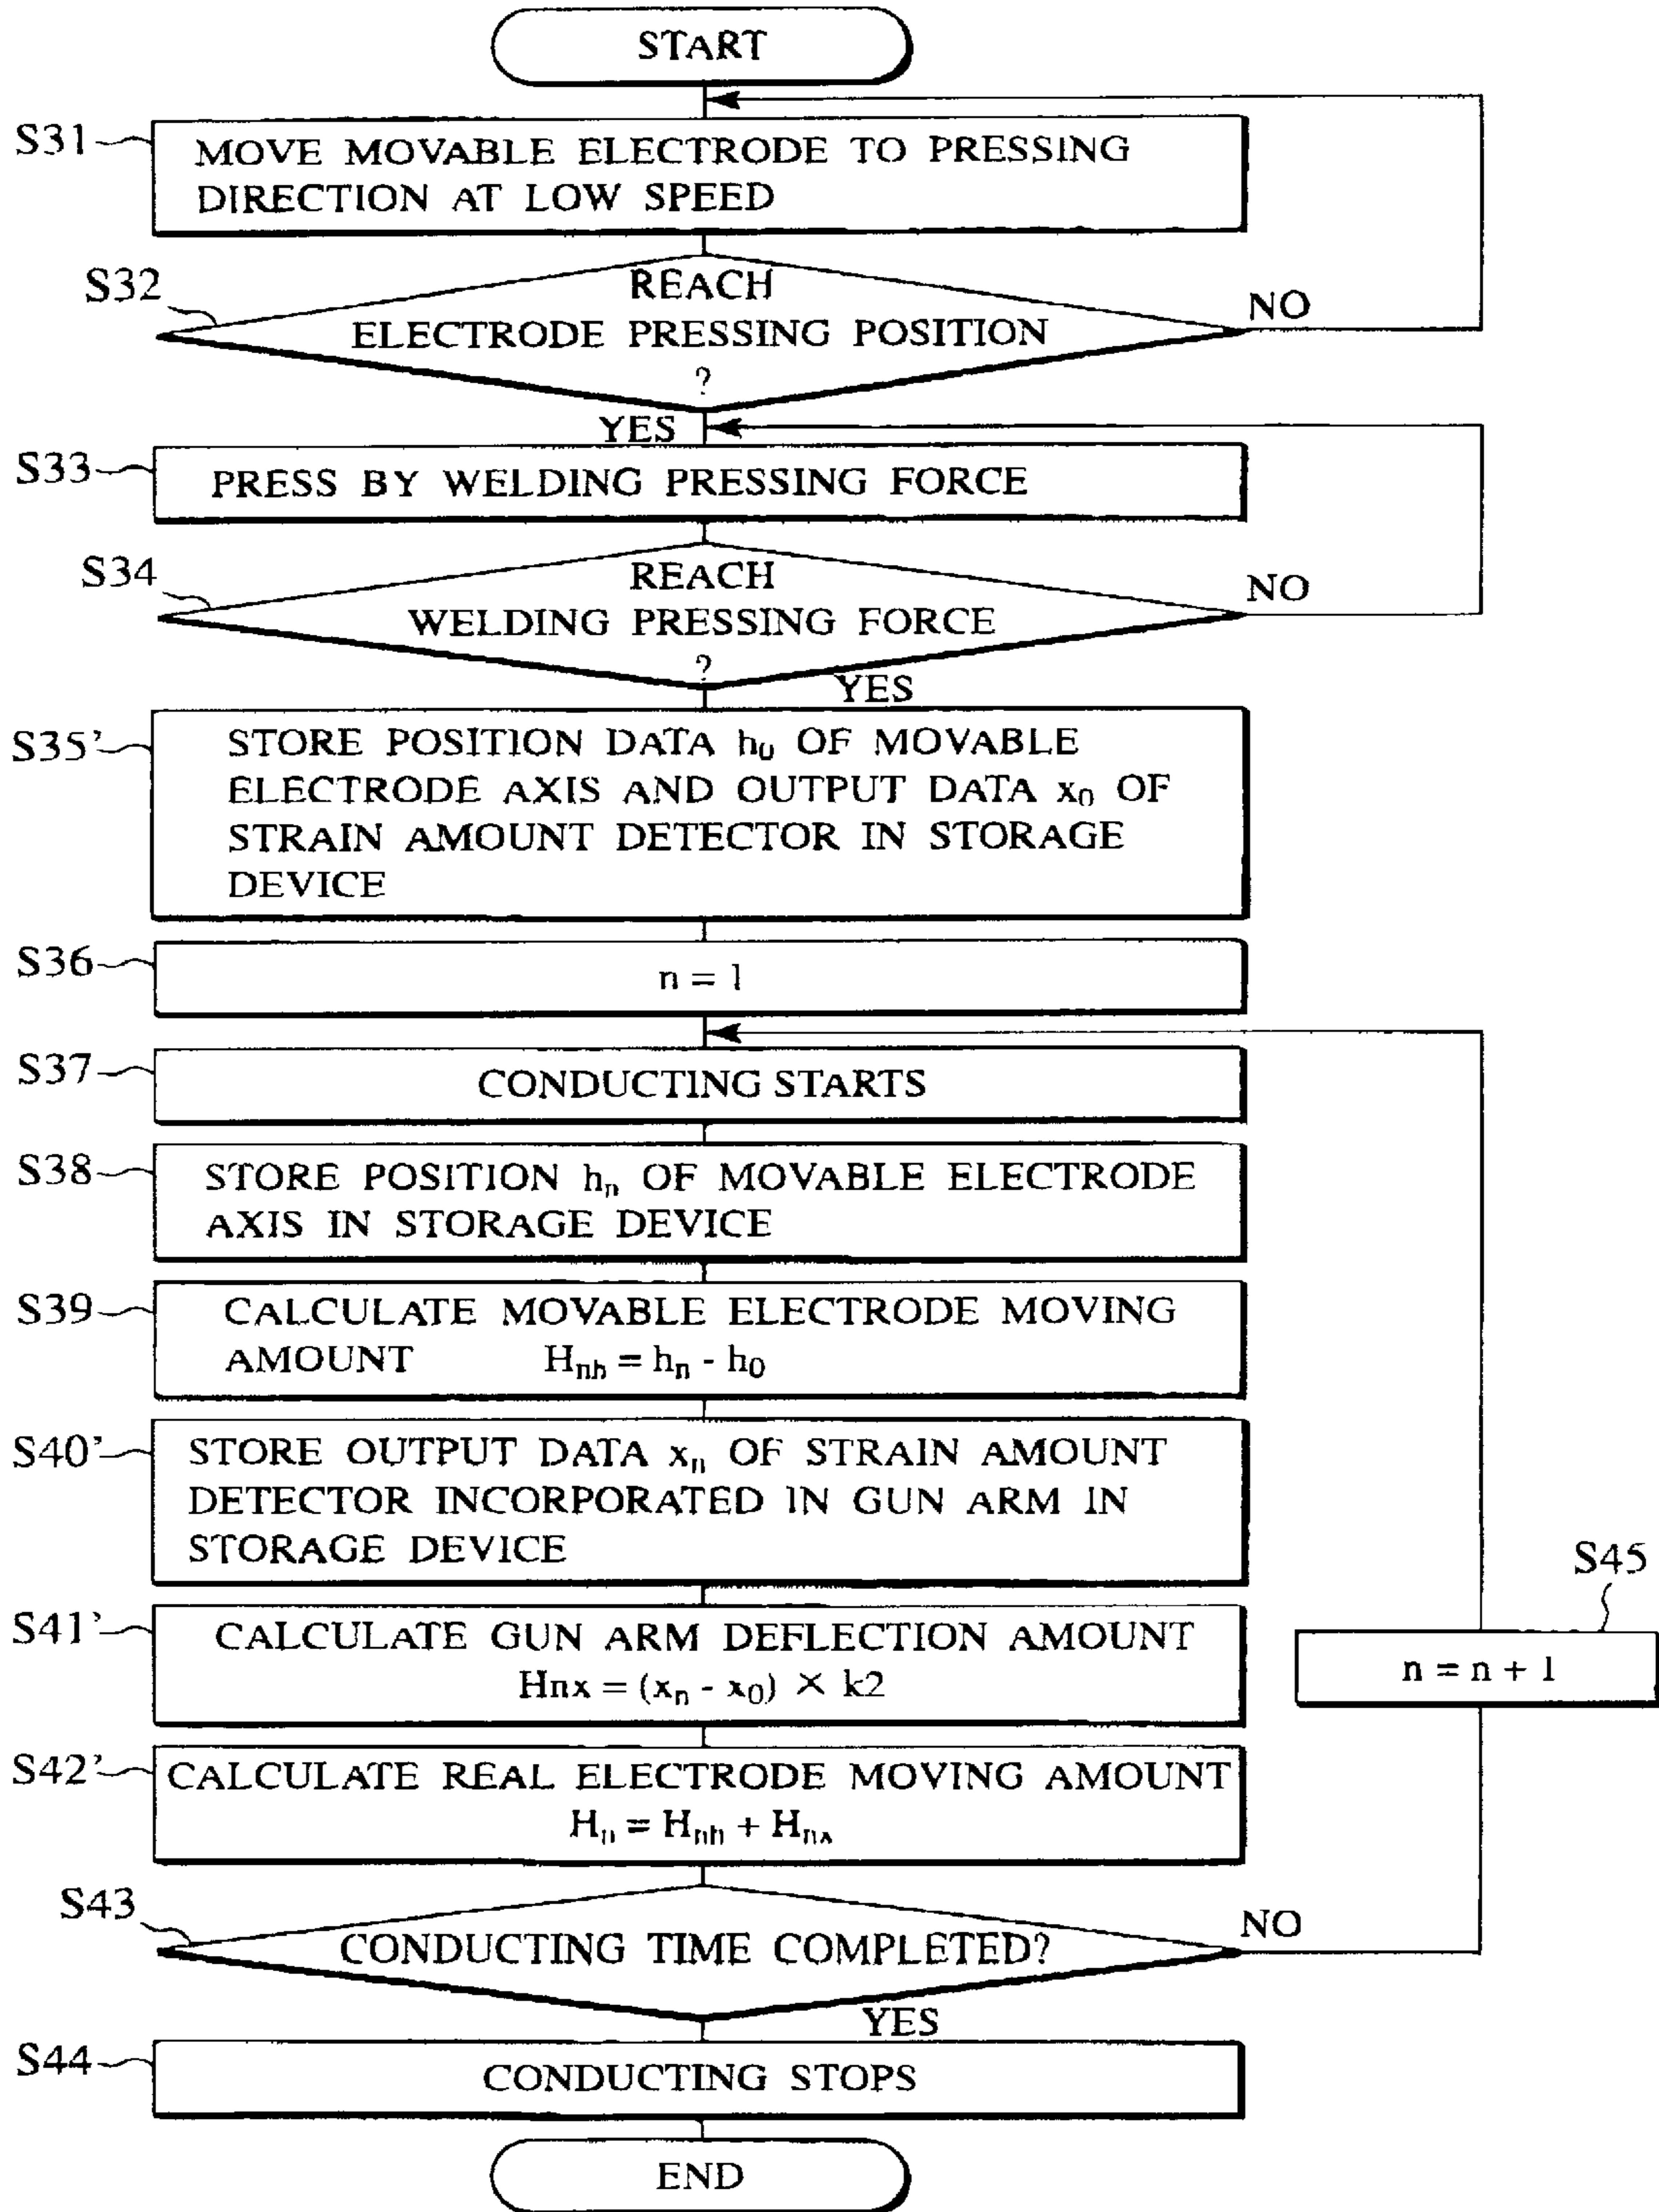 START
S31
MOVE MOVABLE ELECTRODE TO PRESSING
DIRECTION AT LOW SPEED
S32
REACH
ELECTRODE PRESSING POSITION
?
NO
YES
S33
PRESS BY WELDING PRESSING FORCE
S34
REACH
WELDING PRESSING FORCE
?
NO
YES
S35'
STORE POSITION DATA h₀ OF MOVABLE
ELECTRODE AXIS AND OUTPUT DATA x₀ OF
STRAIN AMOUNT DETECTOR IN STORAGE
DEVICE
S36
n = 1
S37
CONDUCTING STARTS
S38
STORE POSITION hₙ OF MOVABLE ELECTRODE
AXIS IN STORAGE DEVICE
S39
CALCULATE MOVABLE ELECTRODE MOVING
AMOUNT Hₙₕ = hₙ - h₀
S40'
STORE OUTPUT DATA xₙ OF STRAIN AMOUNT
DETECTOR INCORPORATED IN GUN ARM IN
STORAGE DEVICE
S45
n = n + 1
S41'
CALCULATE GUN ARM DEFLECTION AMOUNT
Hnx = (xₙ - x₀) × k2
S42'
CALCULATE REAL ELECTRODE MOVING AMOUNT
Hₙ = Hₙₕ + Hₙₓ
S43
CONDUCTING TIME COMPLETED?
NO
YES
S44
CONDUCTING STOPS
END